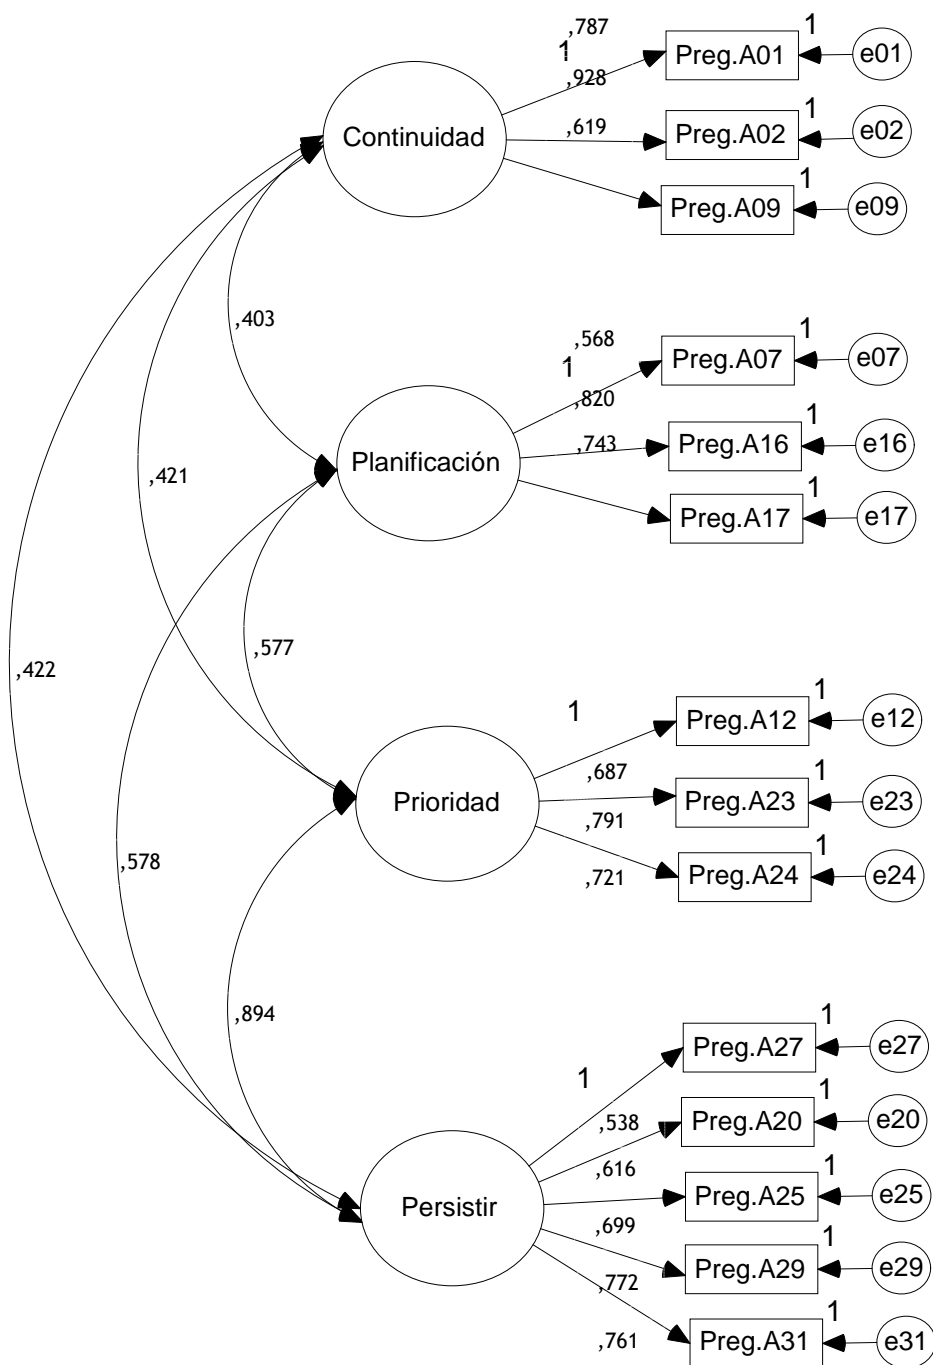 ,787
1
1
Preg.A01
e01
,928
Continuidad
,619
1
Preg.A02
e02
1
Preg.A09
e09
,403
,568
1
1
Preg.A07
e07
,820
Planificación
,743
1
Preg.A16
e16
,421
1
Preg.A17
e17
,577
,422
1
1
Preg.A12
e12
,687
1
Prioridad
Preg.A23
e23
,791
1
,578
,721
Preg.A24
e24
,894
1
1
Preg.A27
e27
,538
1
Preg.A20
e20
,616
1
Persistir
Preg.A25
e25
,699
1
Preg.A29
e29
,772
1
,761
Preg.A31
e31